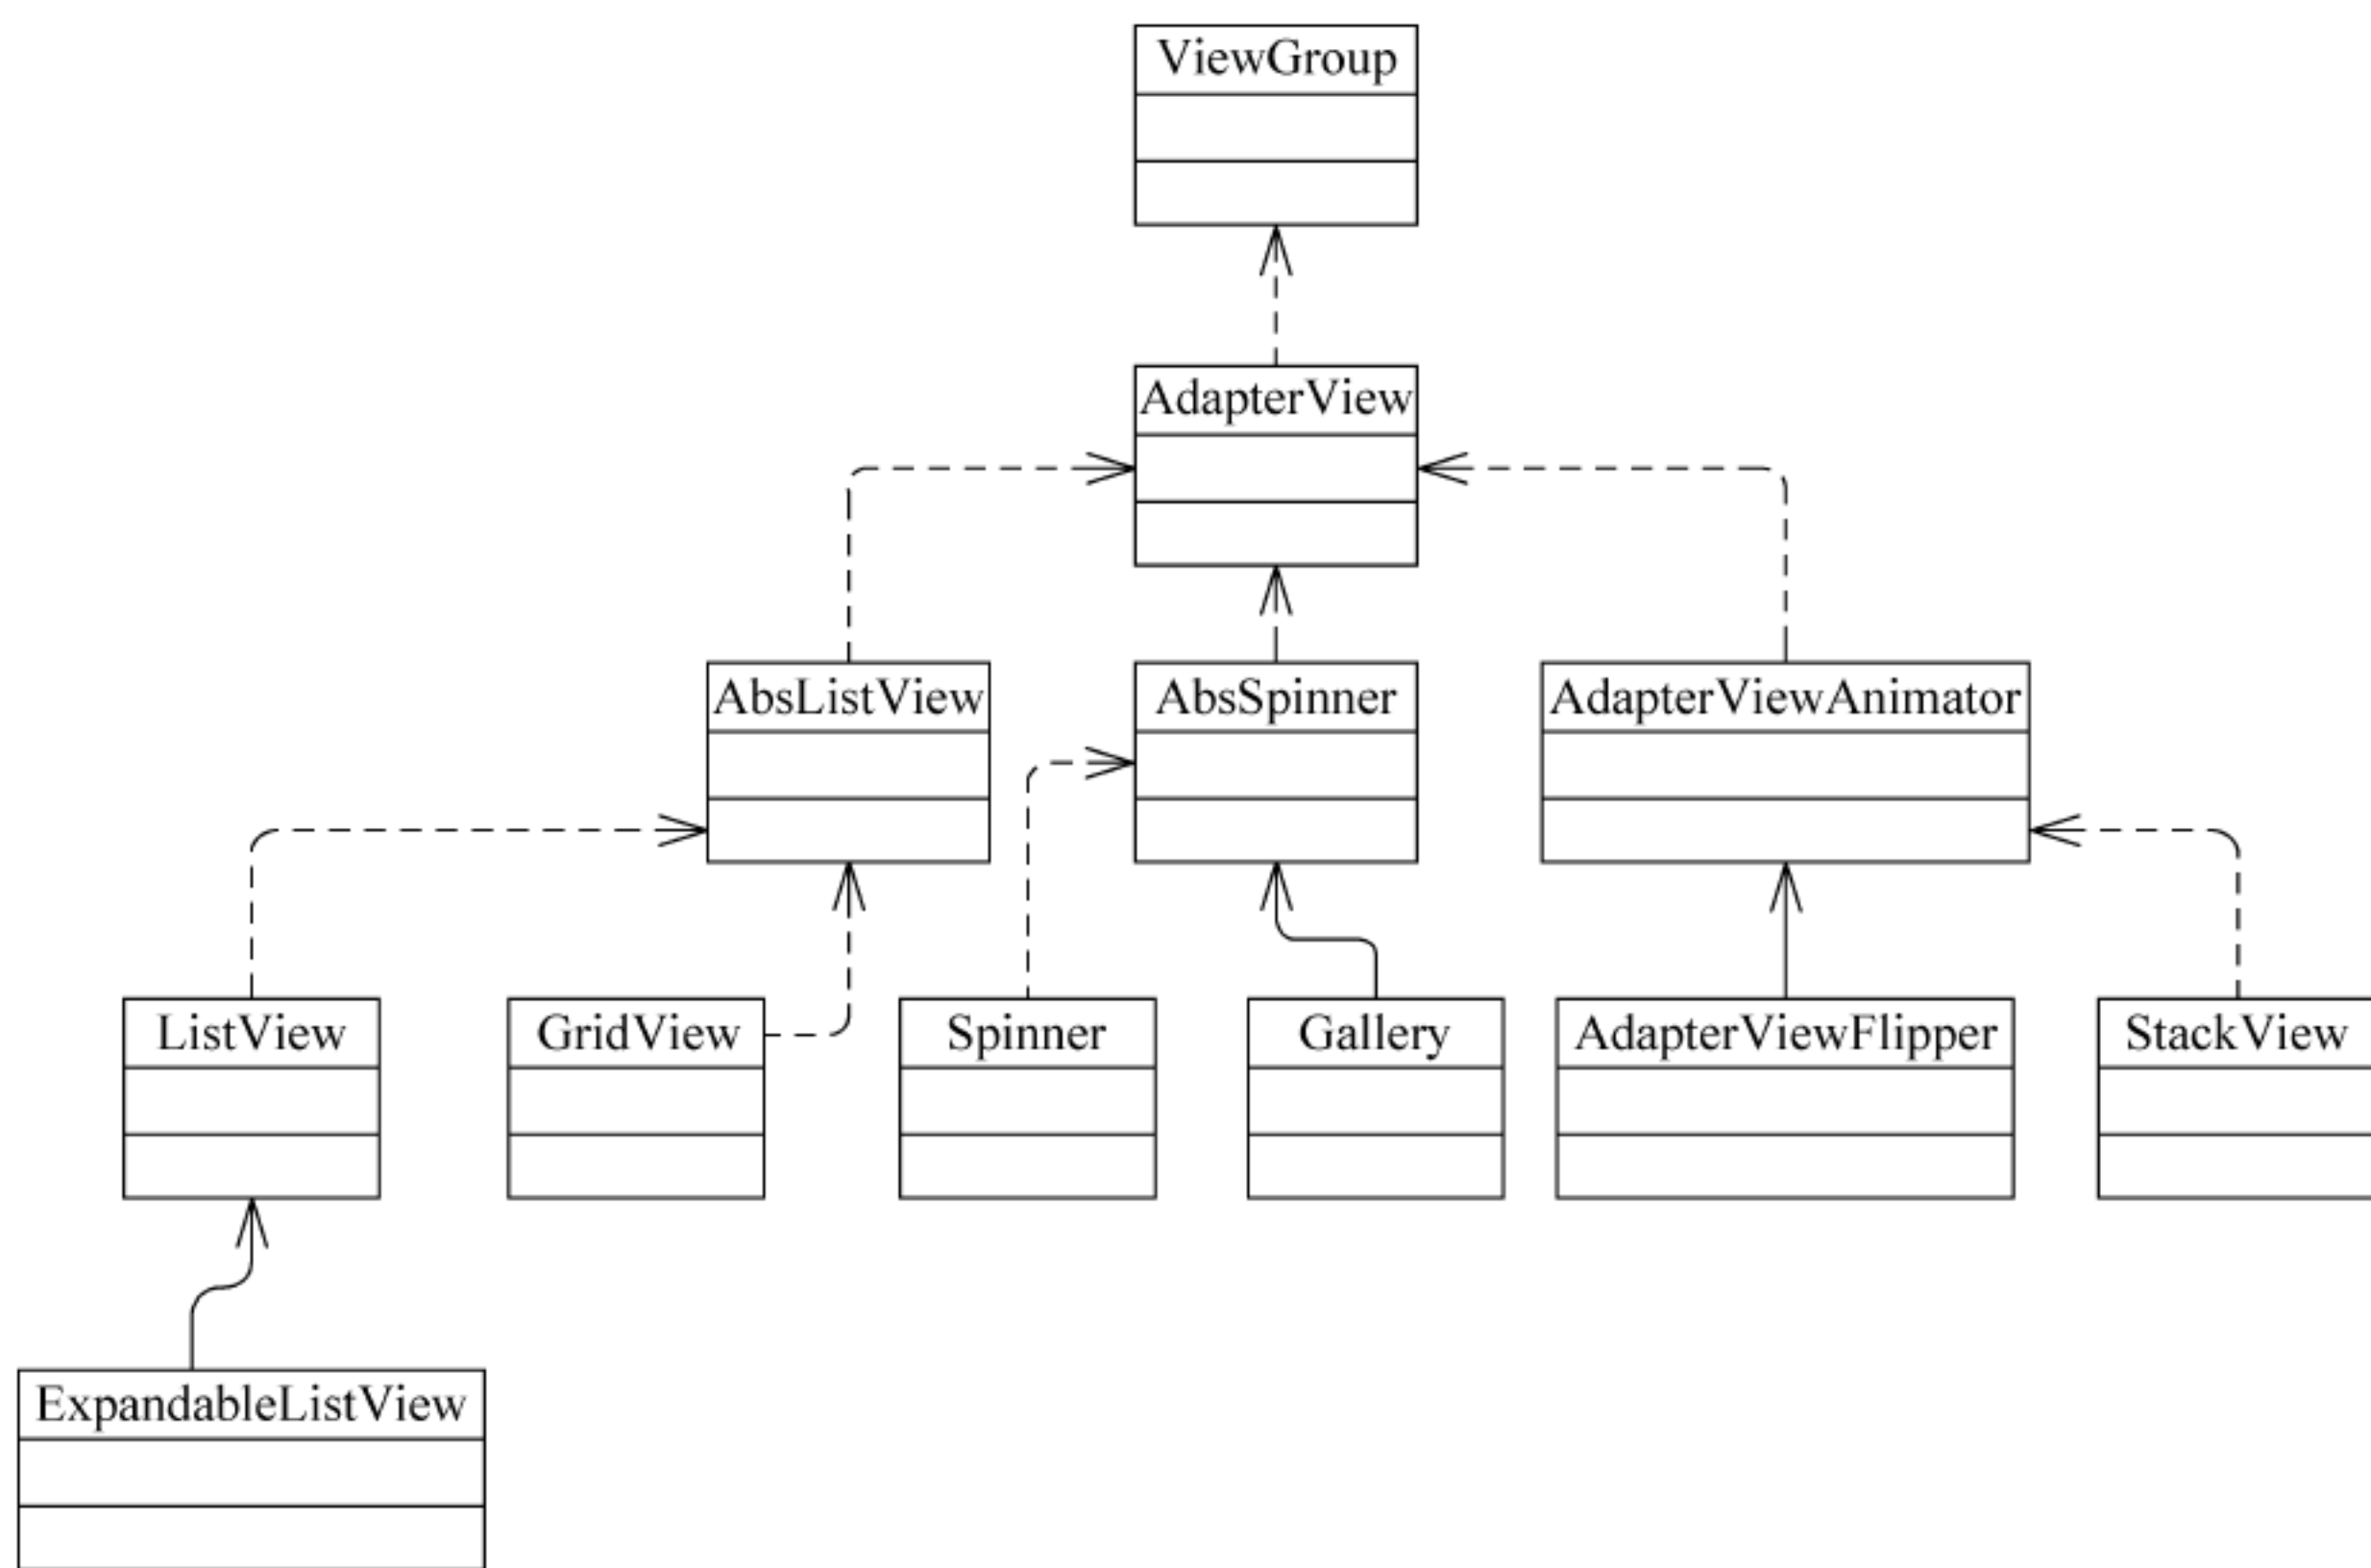 ViewGroup
AdapterView
AbsListView
AbsSpinner
AdapterViewAnimator
ListView
GridView
Spinner
Gallery
AdapterViewFlipper
StackView
ExpandableListView